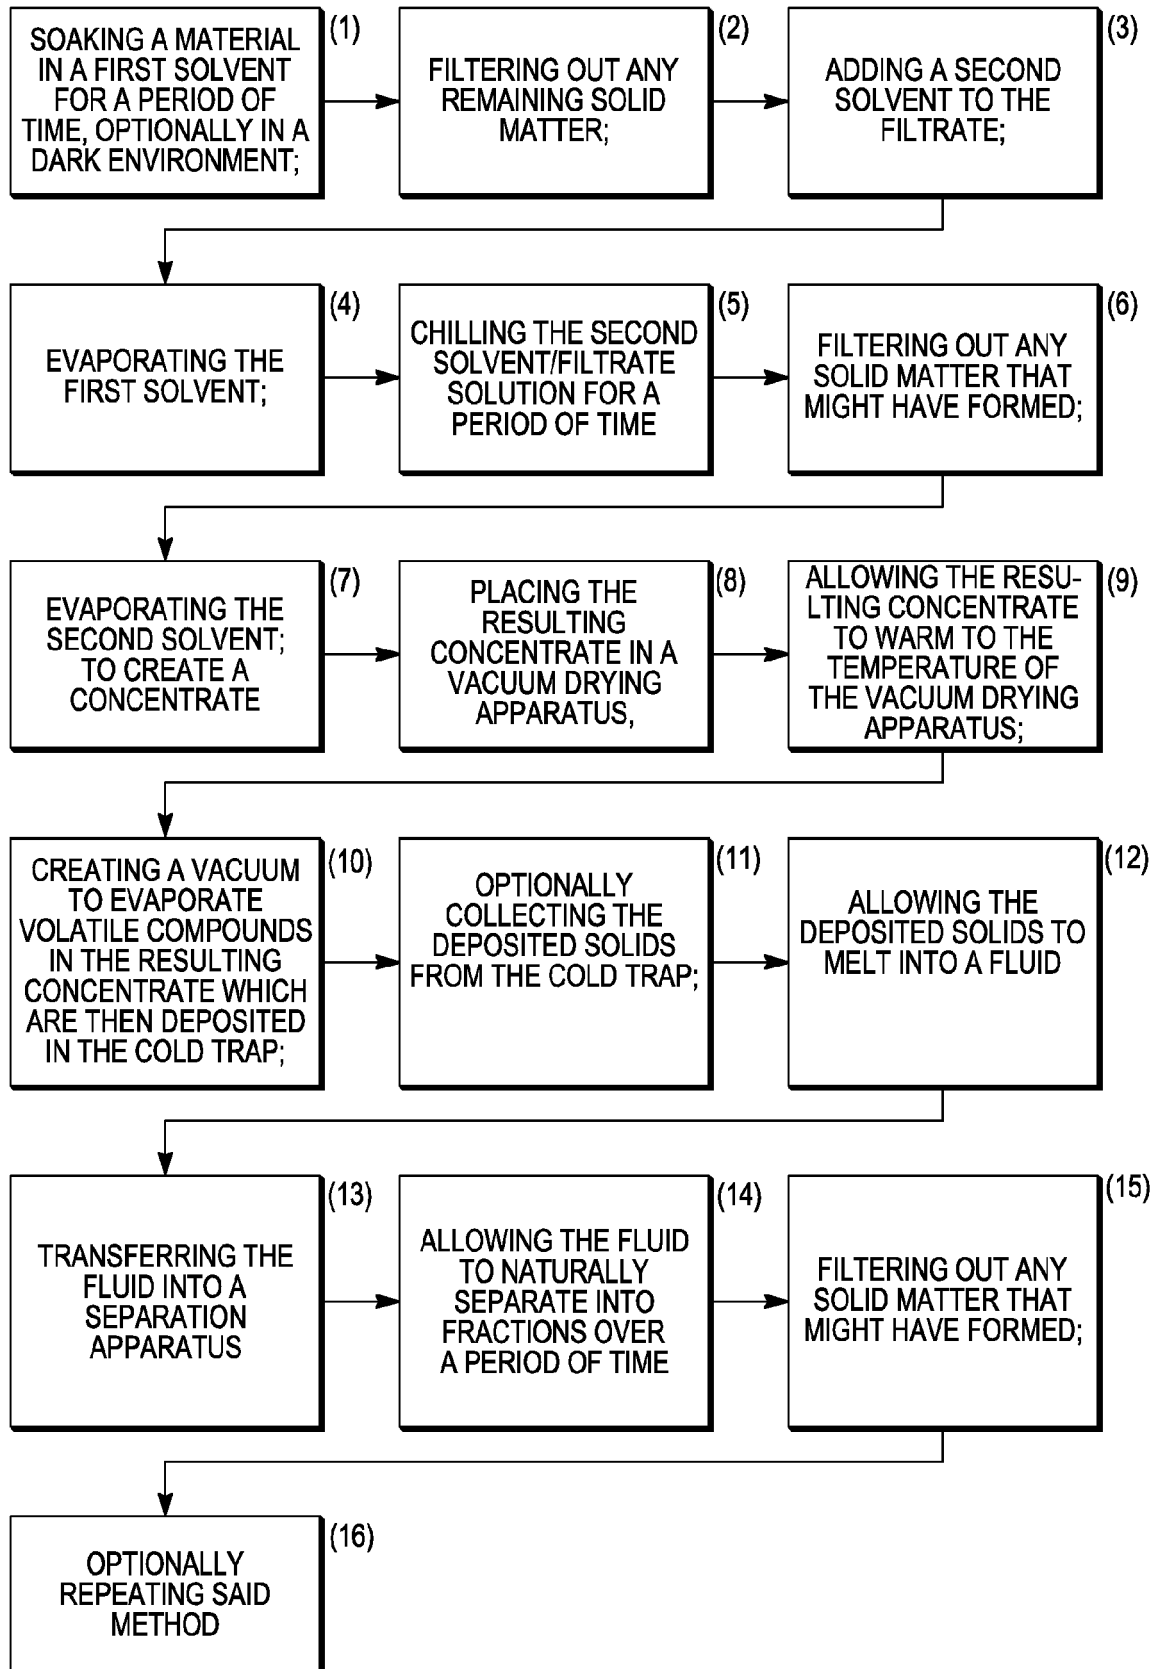 (1)
SOAKING A MATERIAL
IN A FIRST SOLVENT
FOR A PERIOD OF
TIME, OPTIONALLY IN A
DARK ENVIRONMENT;
(2)
FILTERING OUT ANY
REMAINING SOLID
MATTER;
(3)
ADDING A SECOND
SOLVENT TO THE
FILTRATE;
(4)
EVAPORATING THE
FIRST SOLVENT;
(5)
CHILLING THE SECOND
SOLVENT/FILTRATE
SOLUTION FOR A
PERIOD OF TIME
(6)
FILTERING OUT ANY
SOLID MATTER THAT
MIGHT HAVE FORMED;
(7)
EVAPORATING THE
SECOND SOLVENT;
TO CREATE A
CONCENTRATE
(8)
PLACING THE
RESULTING
CONCENTRATE IN A
VACUUM DRYING
APPARATUS,
(9)
ALLOWING THE RESU-
LTING CONCENTRATE
TO WARM TO THE
TEMPERATURE OF
THE VACUUM DRYING
APPARATUS;
(10)
CREATING A VACUUM
TO EVAPORATE
VOLATILE COMPOUNDS
IN THE RESULTING
CONCENTRATE WHICH
ARE THEN DEPOSITED
IN THE COLD TRAP;
(11)
OPTIONALLY
COLLECTING THE
DEPOSITED SOLIDS
FROM THE COLD TRAP;
(12)
ALLOWING THE
DEPOSITED SOLIDS TO
MELT INTO A FLUID
(13)
TRANSFERRING THE
FLUID INTO A
SEPARATION
APPARATUS
(14)
ALLOWING THE FLUID
TO NATURALLY
SEPARATE INTO
FRACTIONS OVER
A PERIOD OF TIME
(15)
FILTERING OUT ANY
SOLID MATTER THAT
MIGHT HAVE FORMED;
(16)
OPTIONALLY
REPEATING SAID
METHOD